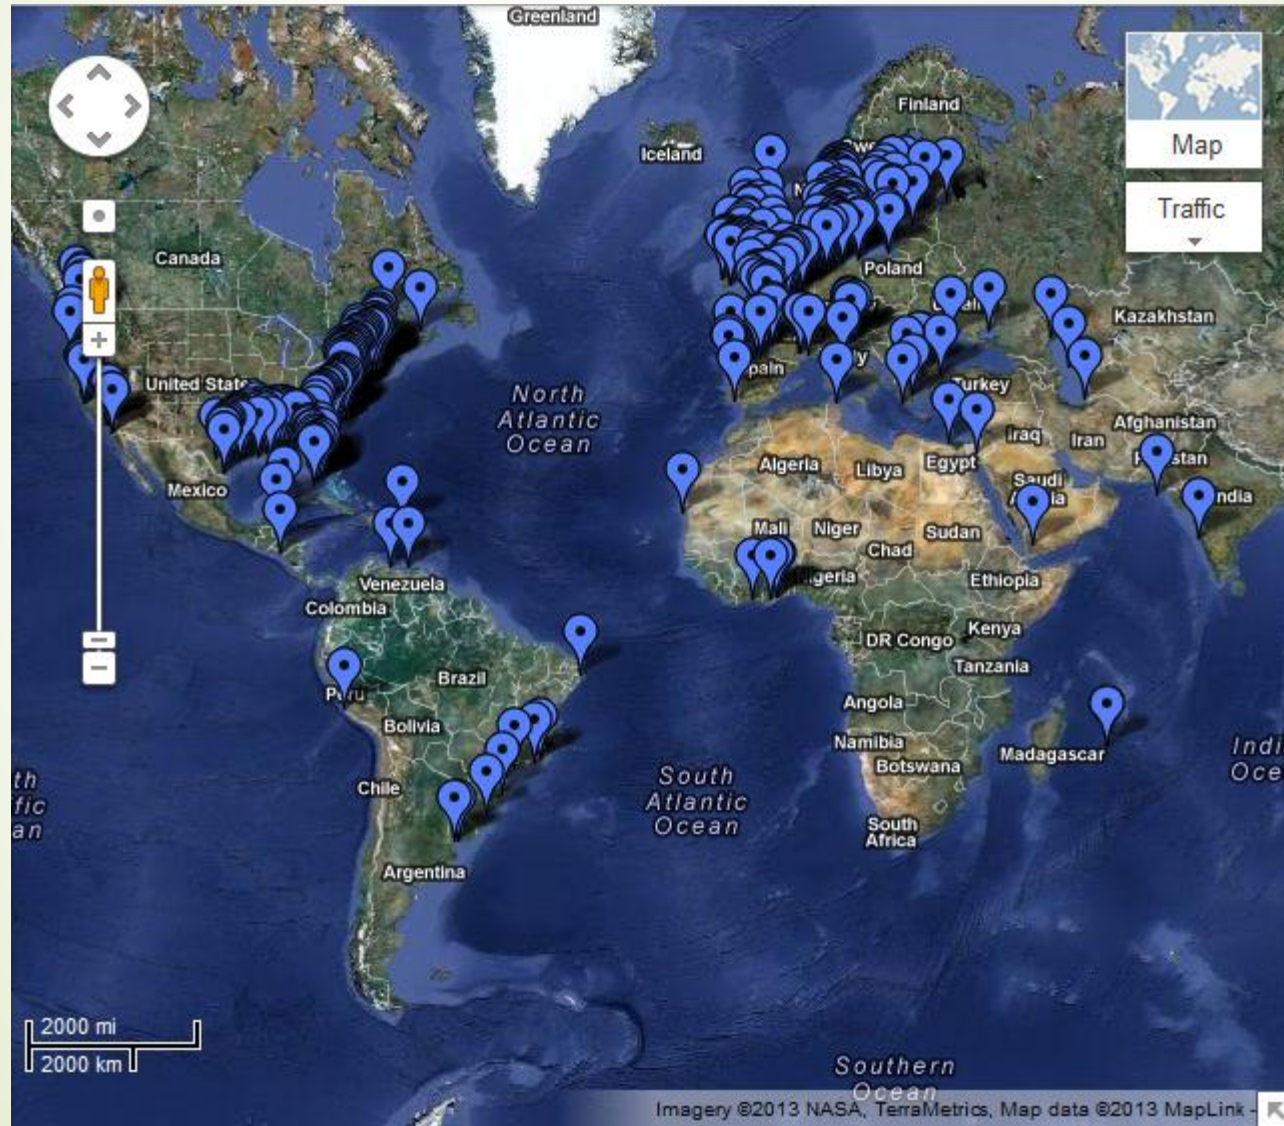 Greenland
Finland
Iceland
Map
Traffic
Canada
Poland
Kazakhstan
United
North
Atlantic
Ocean
Turkey
Afghanistan
Iraq
Iran
Algeria
Libya
Egypt
Mexico
Saudi
Mali
Niger
Sudan
Chad
Venezuela
Ethiopia
Colombia
DR Congo
Kenya
Tanzania
Brazil
Angola
Bolivia
Namibia
Madagascar
Botswana
Chile
South
Atlantic
Ocean
South
Africa
Argentina
2000 mi
2000 km
Southern
Ocean
Imagery ©2013 NASA, TerraMetrics, Map data ©2013 MapLink -